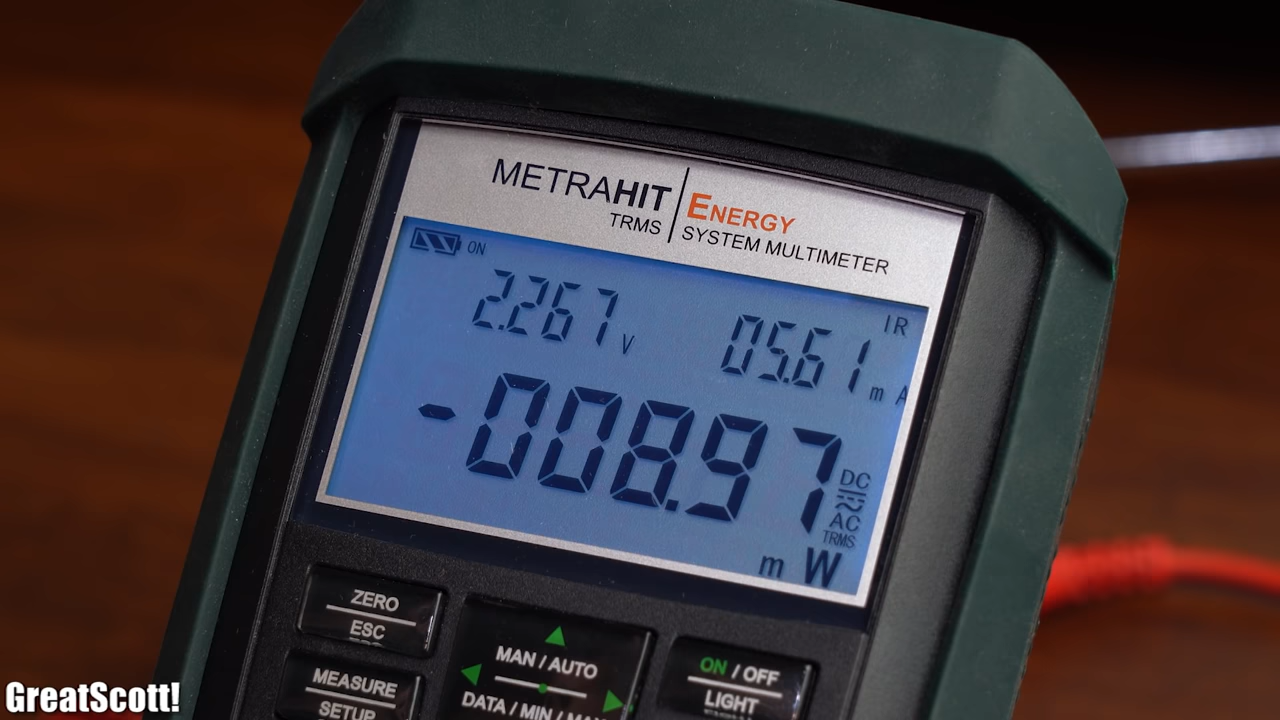 METRAHIT Energy
TRMS SYSTEM MULTIMETER
ON
IR
2.267 V 05.61 mA
-008.97
DC
AC
TRMS
mW
ZERO
ESC
MAN / AUTO
ON / OFF
LIGHT
MEASURE
SETUP
DATA / MIN / MAX
GreatScott!